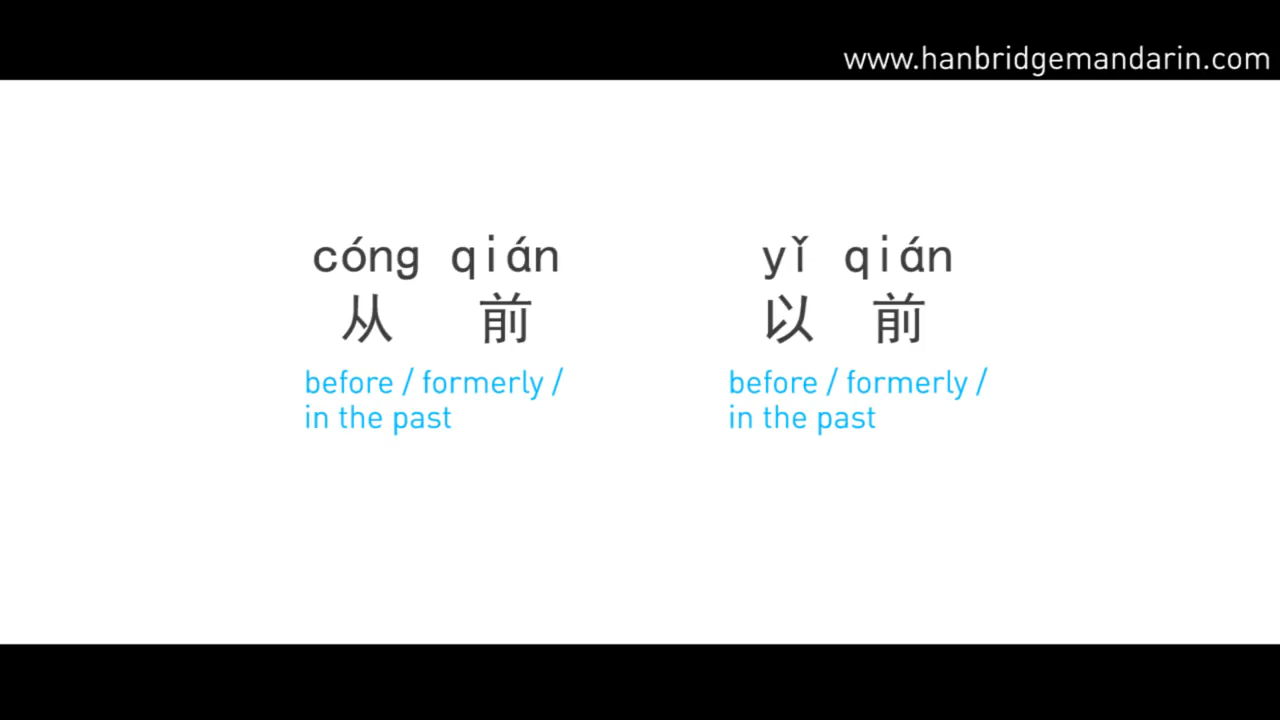 www.hanbridgemandarin.com
cóng qián
从 前
before / formerly /
in the past
yǐ qián
以 前
before / formerly /
in the past